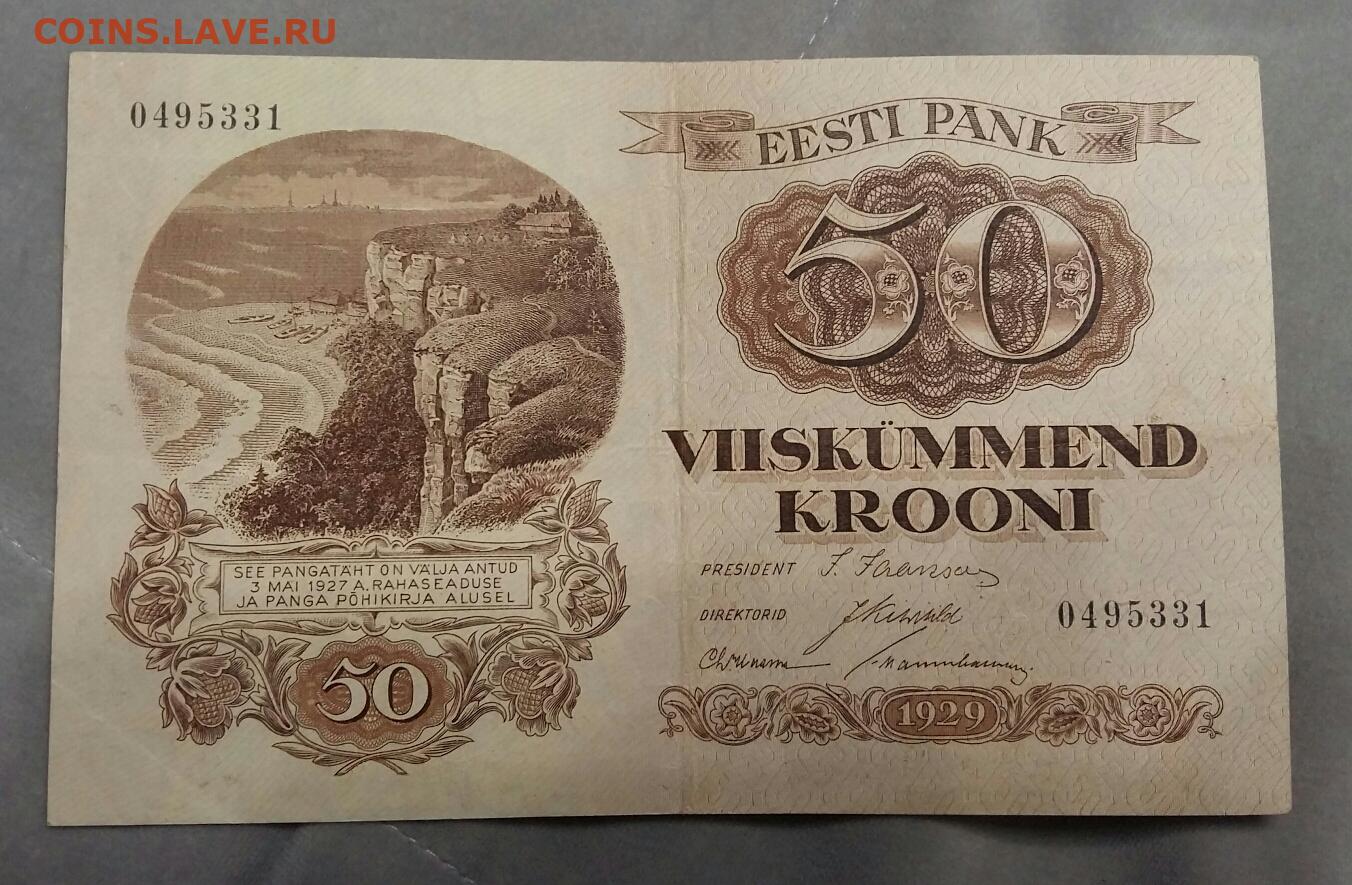 COINS.LAVE.RU
0495331
SEE PANGATÄHT ON VÄLJA ANTUD
3 MAI 1927 A. RAHASEADUSE
JA PANGA PÕHIKIRJA ALUSEL
50
EESTI PANK
50
VIISKÜMMEND
KROONI
PRESIDENT
DIREKTORID
0495331
1929